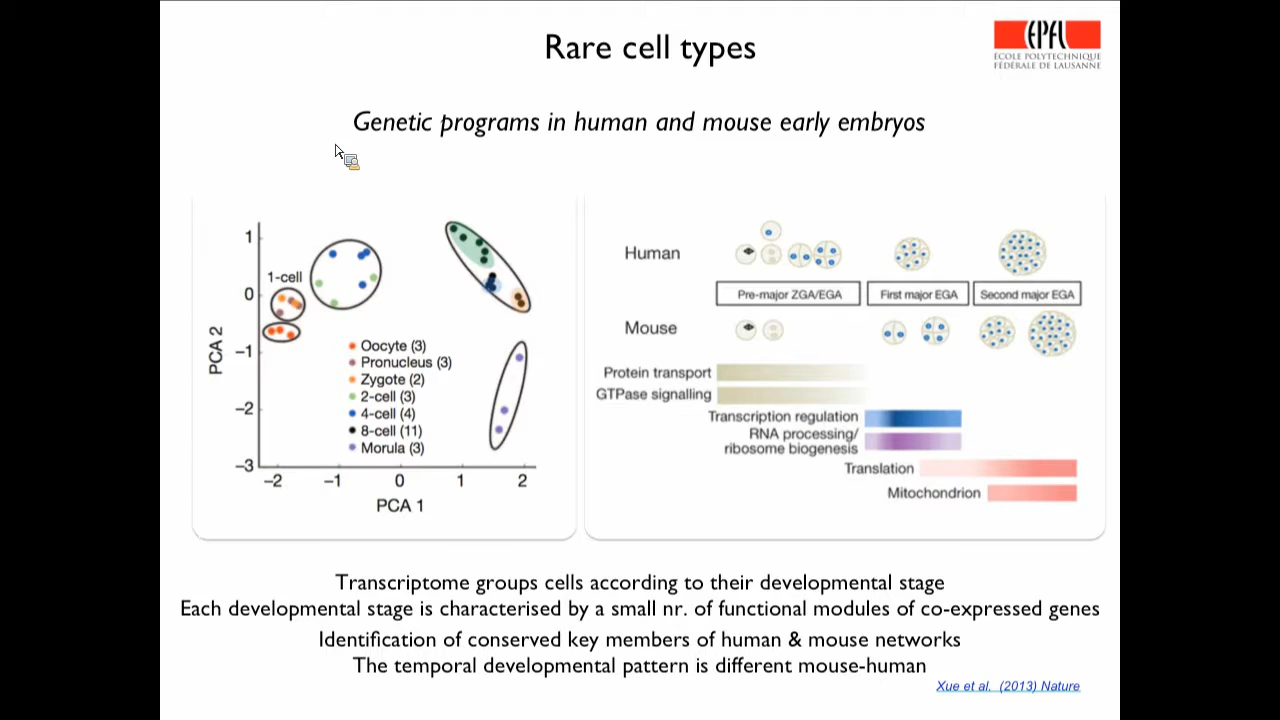 Rare cell types
EPFL
ÉCOLE POLYTECHNIQUE
FÉDÉRALE DE LAUSANNE
Genetic programs in human and mouse early embryos
1
0
−1
−2
−3
PCA 2
1-cell
Oocyte (3)
Pronucleus (3)
Zygote (2)
2-cell (3)
4-cell (4)
8-cell (11)
Morula (3)
−2
−1
0
1
2
PCA 1
Human
Pre-major ZGA/EGA
First major EGA
Second major EGA
Mouse
Protein transport
GTPase signalling
Transcription regulation
RNA processing/
ribosome biogenesis
Translation
Mitochondrion
Transcriptome groups cells according to their developmental stage
Each developmental stage is characterised by a small nr. of functional modules of co-expressed genes
Identification of conserved key members of human & mouse networks
The temporal developmental pattern is different mouse-human
Xue et al. (2013) Nature